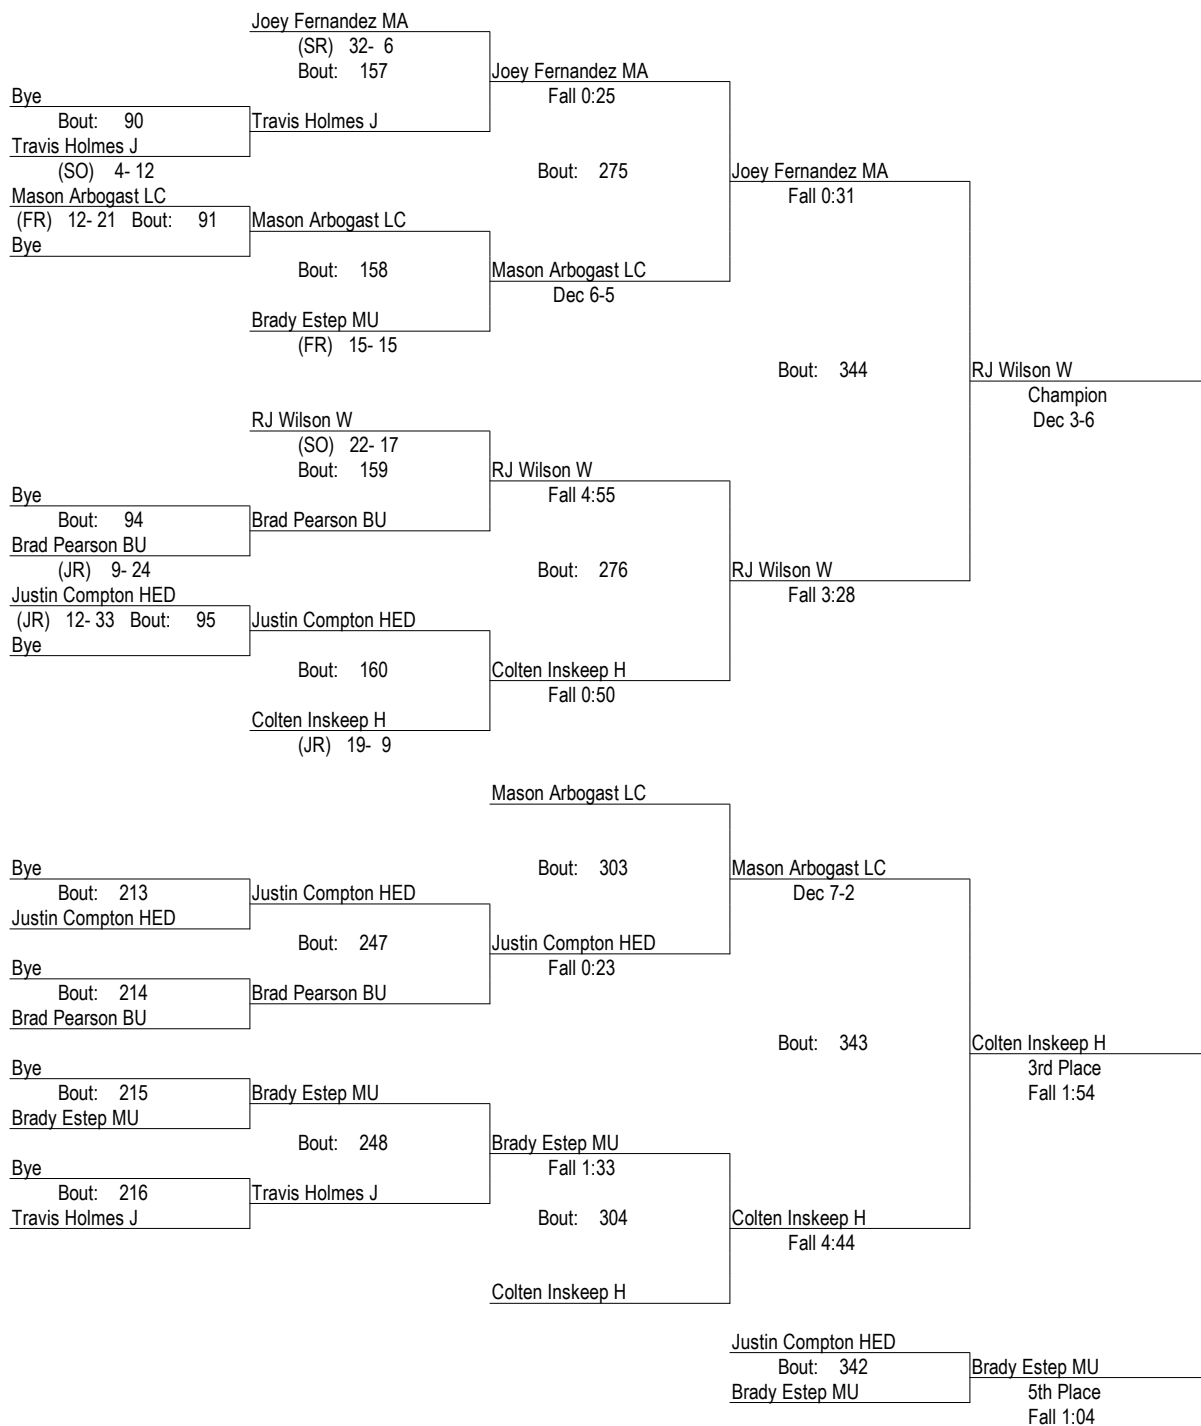 Joey Fernandez MA
(SR) 32- 6
Bout: 157
Joey Fernandez MA
Fall 0:25
Bye
Bout: 90
Travis Holmes J
Travis Holmes J
(SO) 4- 12
Bout: 275
Joey Fernandez MA
Fall 0:31
Mason Arbogast LC
(FR) 12- 21 Bout: 91
Mason Arbogast LC
Bye
Bout: 158
Mason Arbogast LC
Dec 6-5
Brady Estep MU
(FR) 15- 15
Bout: 344
RJ Wilson W
Champion
Dec 3-6
RJ Wilson W
(SO) 22- 17
Bout: 159
RJ Wilson W
Fall 4:55
Bye
Bout: 94
Brad Pearson BU
Brad Pearson BU
(JR) 9- 24
Bout: 276
RJ Wilson W
Fall 3:28
Justin Compton HED
(JR) 12- 33 Bout: 95
Justin Compton HED
Bye
Bout: 160
Colten Inskeep H
Fall 0:50
Colten Inskeep H
(JR) 19- 9
Mason Arbogast LC
Bye
Bout: 303
Mason Arbogast LC
Dec 7-2
Bout: 213
Justin Compton HED
Justin Compton HED
Bout: 247
Justin Compton HED
Fall 0:23
Bye
Bout: 214
Brad Pearson BU
Brad Pearson BU
Bout: 343
Colten Inskeep H
3rd Place
Fall 1:54
Bye
Bout: 215
Brady Estep MU
Brady Estep MU
Bout: 248
Brady Estep MU
Fall 1:33
Bye
Bout: 216
Travis Holmes J
Travis Holmes J
Bout: 304
Colten Inskeep H
Fall 4:44
Colten Inskeep H
Justin Compton HED
Bout: 342
Brady Estep MU
Brady Estep MU
5th Place
Fall 1:04